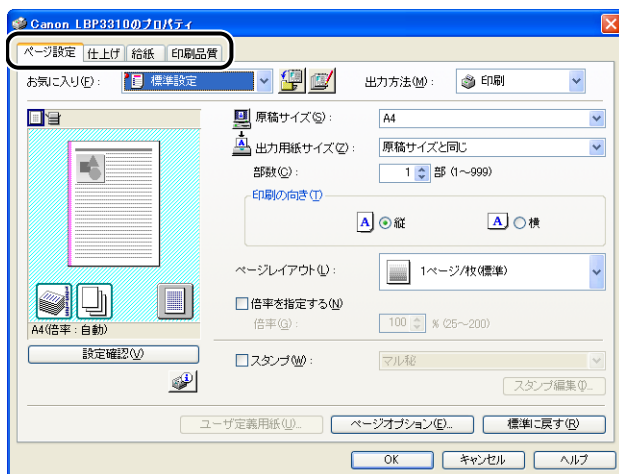 Canon LBP3310のプロパティ
ページ設定 仕上げ 給紙 印刷品質
お気に入り(F): 標準設定 出力方法(M): 印刷
原稿サイズ(S): A4
出力用紙サイズ(Z): 原稿サイズと同じ
部数(C): 1 部 (1～999)
印刷の向き(T)
A 縦 A 横
ページレイアウト(L): 1ページ/枚(標準)
倍率を指定する(N)
倍率(G): 100 % (25～200)
A4(倍率:自動)
設定確認(V)
スタンプ(W): マル秘
スタンプ編集(I)...
ユーザ定義用紙(U)... ページオプション(E)... 標準に戻す(R)
OK キャンセル ヘルプ